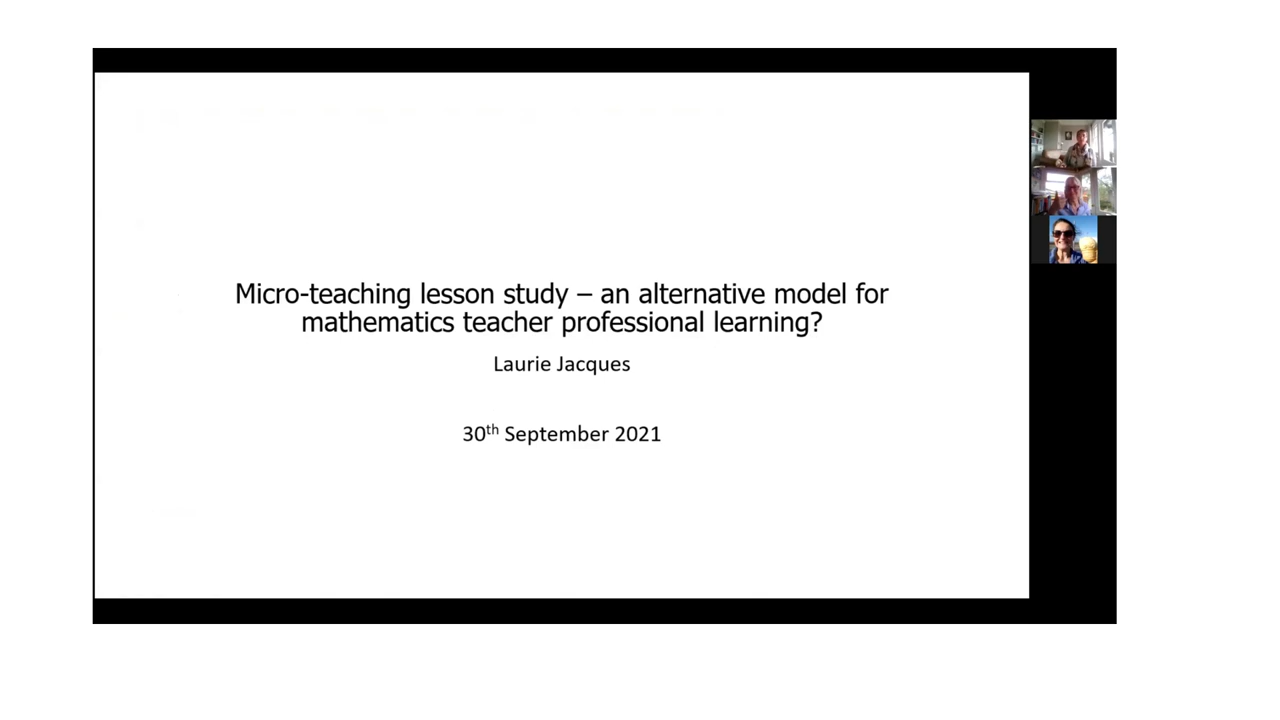 Micro-teaching lesson study – an alternative model for
mathematics teacher professional learning?
Laurie Jacques
30th September 2021